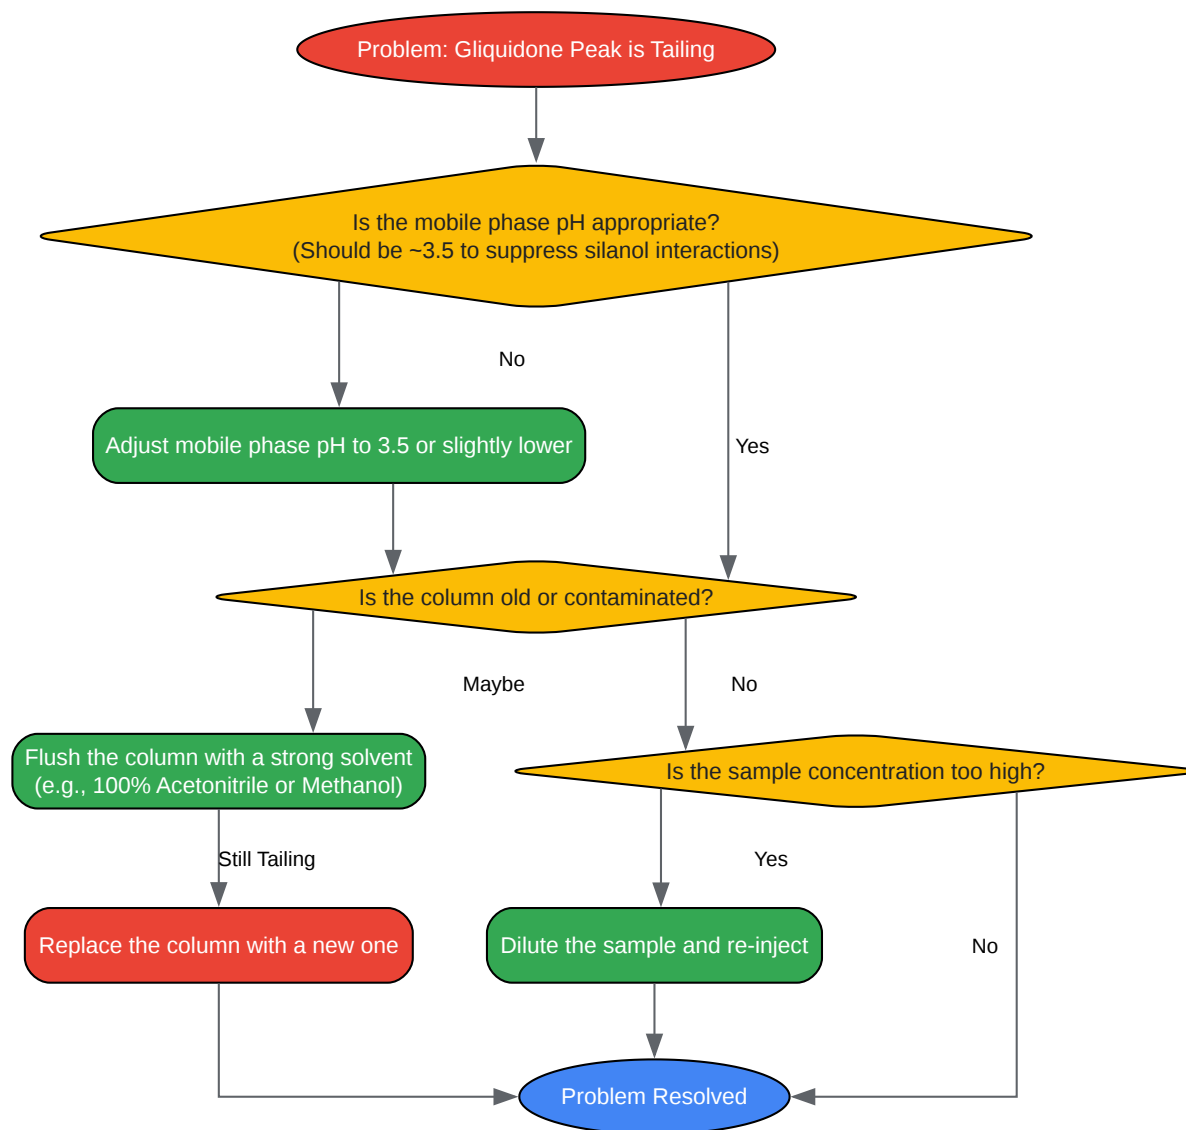 Problem: Gliquidone Peak is Tailing
Is the mobile phase pH appropriate?
(Should be ~3.5 to suppress silanol interactions)
No
Adjust mobile phase pH to 3.5 or slightly lower
Yes
Is the column old or contaminated?
Maybe
No
Flush the column with a strong solvent
(e.g., 100% Acetonitrile or Methanol)
Is the sample concentration too high?
Still Tailing
Yes
Replace the column with a new one
Dilute the sample and re-inject
No
Problem Resolved